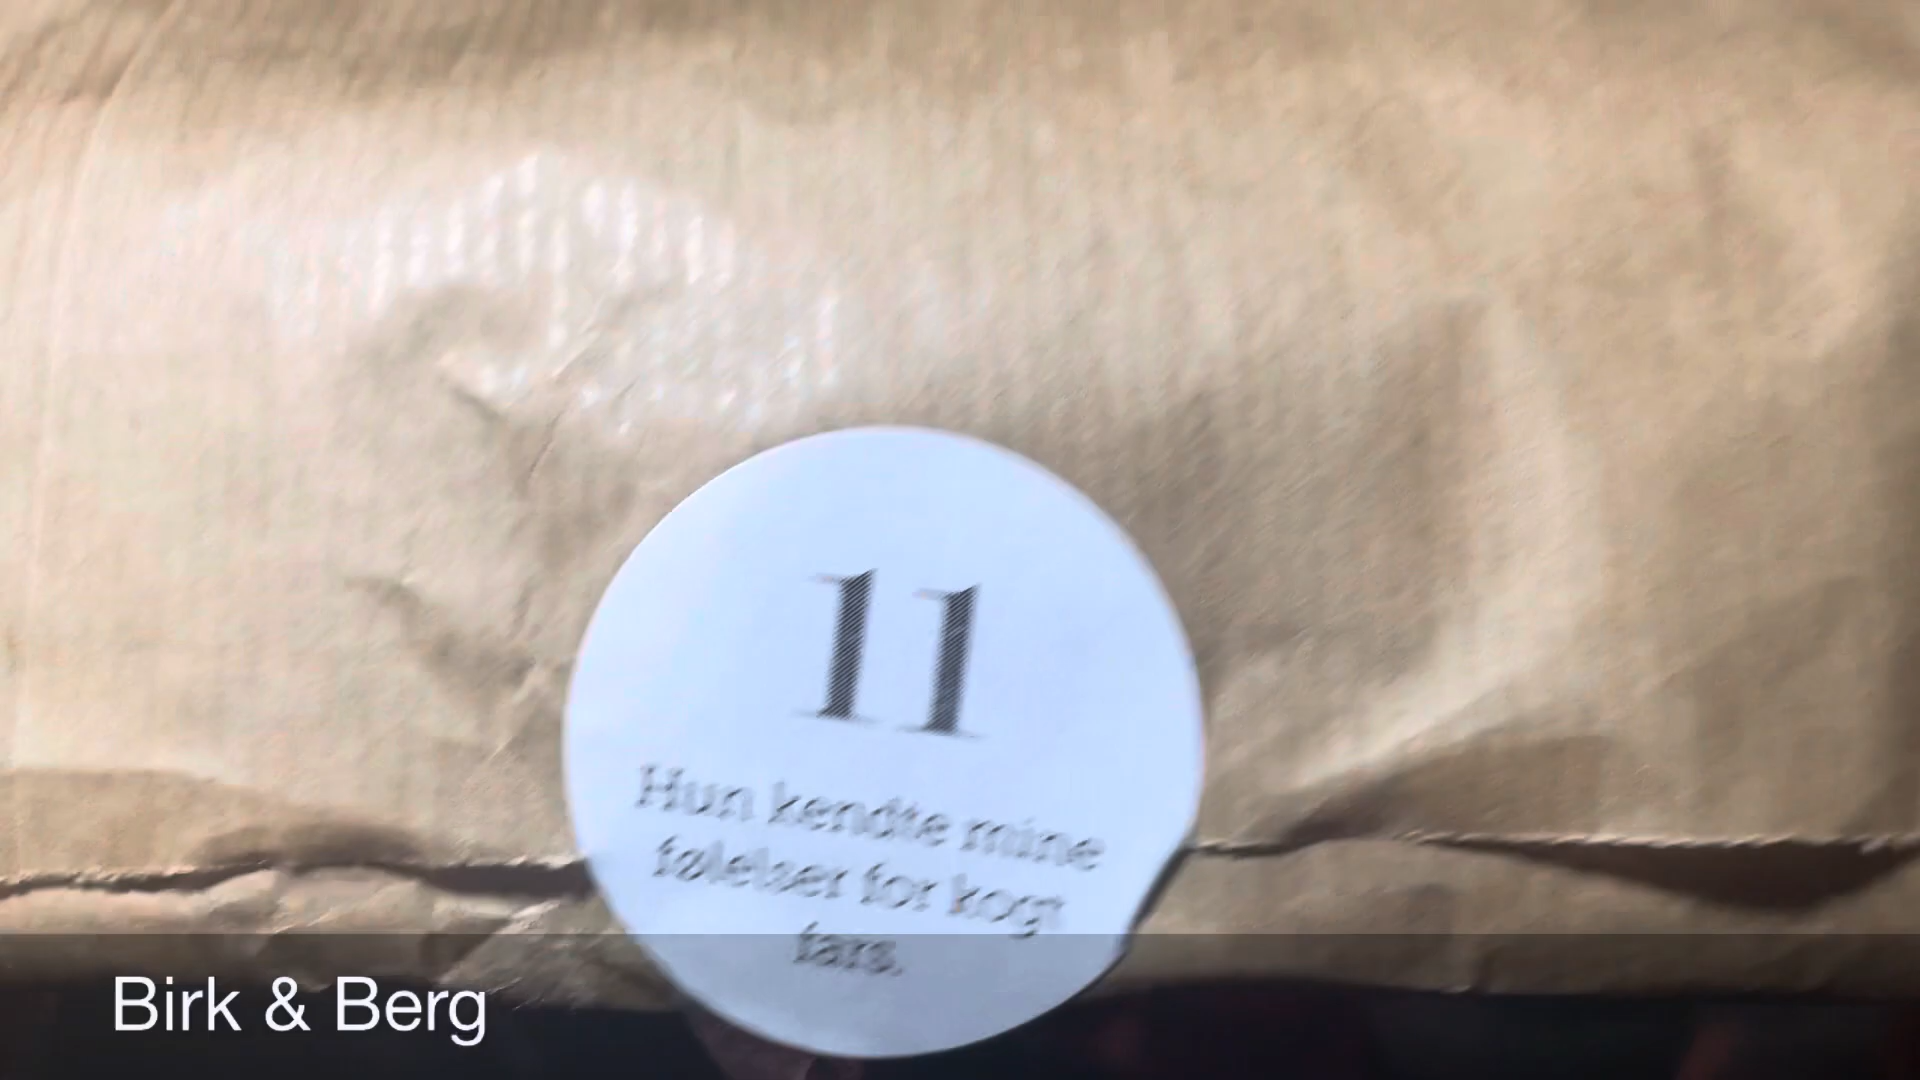 11
Hun kendte mine
følelser for kogt
fars.
Birk & Berg